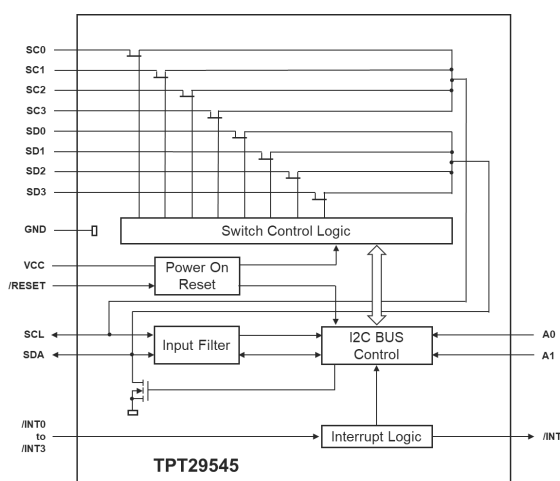 SC0
SC1
SC2
SC3
SD0
SD1
SD2
SD3
GND
Switch Control Logic
VCC
/RESET
Power On
Reset
SCL
SDA
Input Filter
I2C BUS
Control
A0
A1
/INT0
to
/INT3
Interrupt Logic
/INT
TPT29545